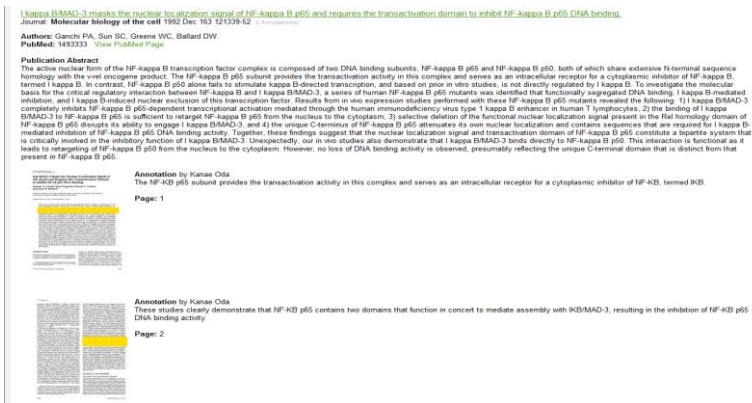 I kappa B/MAD-3 masks the nuclear localization signal of NF-kappa B p65 and requires the transactivation domain to inhibit NF-kappa B p65 DNA binding.
Journal: Molecular biology of the cell 1992 Dec 163 121339-52 2 Annotation(s)
Authors: Ganchi PA, Sun SC, Greene WC, Ballard DW.
PubMed: 1493333 View PubMed Page
Publication Abstract
The active nuclear form of the NF-kappa B transcription factor complex is composed of two DNA binding subunits, NF-kappa B p65 and NF-kappa B p50, both of which share extensive N-terminal sequence
homology with the v-rel oncogene product. The NF-kappa B p65 subunit provides the transactivation activity in this complex and serves as an intracellular receptor for a cytoplasmic inhibitor of NF-kappa B,
termed I kappa B. In contrast, NF-kappa B p50 alone fails to stimulate kappa B-directed transcription, and based on prior in vitro studies, is not directly regulated by I kappa B. To investigate the molecular
basis for the critical regulatory interaction between NF-kappa B and I kappa B/MAD-3, a series of human NF-kappa B p65 mutants was identified that functionally segregated DNA binding, I kappa B-mediated
inhibition, and I kappa B-induced nuclear exclusion of this transcription factor. Results from in vivo expression studies performed with these NF-kappa B p65 mutants revealed the following: 1) I kappa B/MAD-3
completely inhibits NF-kappa B p65-dependent transcriptional activation mediated through the human immunodeficiency virus type 1 kappa B enhancer in human T lymphocytes, 2) the binding of I kappa
B/MAD-3 to NF-kappa B p65 is sufficient to retarget NF-kappa B p65 from the nucleus to the cytoplasm, 3) selective deletion of the functional nuclear localization signal present in the Rel homology domain of
NF-kappa B p65 disrupts its ability to engage I kappa B/MAD-3, and 4) the unique C-terminus of NF-kappa B p65 attenuates its own nuclear localization and contains sequences that are required for I kappa B-
mediated inhibition of NF-kappa B p65 DNA binding activity. Together, these findings suggest that the nuclear localization signal and transactivation domain of NF-kappa B p65 constitute a bipartite system that
is critically involved in the inhibitory function of I kappa B/MAD-3. Unexpectedly, our in vivo studies also demonstrate that I kappa B/MAD-3 binds directly to NF-kappa B p50. This interaction is functional as it
leads to retargeting of NF-kappa B p50 from the nucleus to the cytoplasm. However, no loss of DNA binding activity is observed, presumably reflecting the unique C-terminal domain that is distinct from that
present in NF-kappa B p65.
Annotation by Kanae Oda
The NF-KB p65 subunit provides the transactivation activity in this complex and serves as an intracellular receptor for a cytoplasmic inhibitor of NF-KB, termed IKB.
Page: 1
Annotation by Kanae Oda
These studies clearly demonstrate that NF-KB p65 contains two domains that function in concert to mediate assembly with IKB/MAD-3, resulting in the inhibition of NF-KB p65
DNA binding activity.
Page: 2